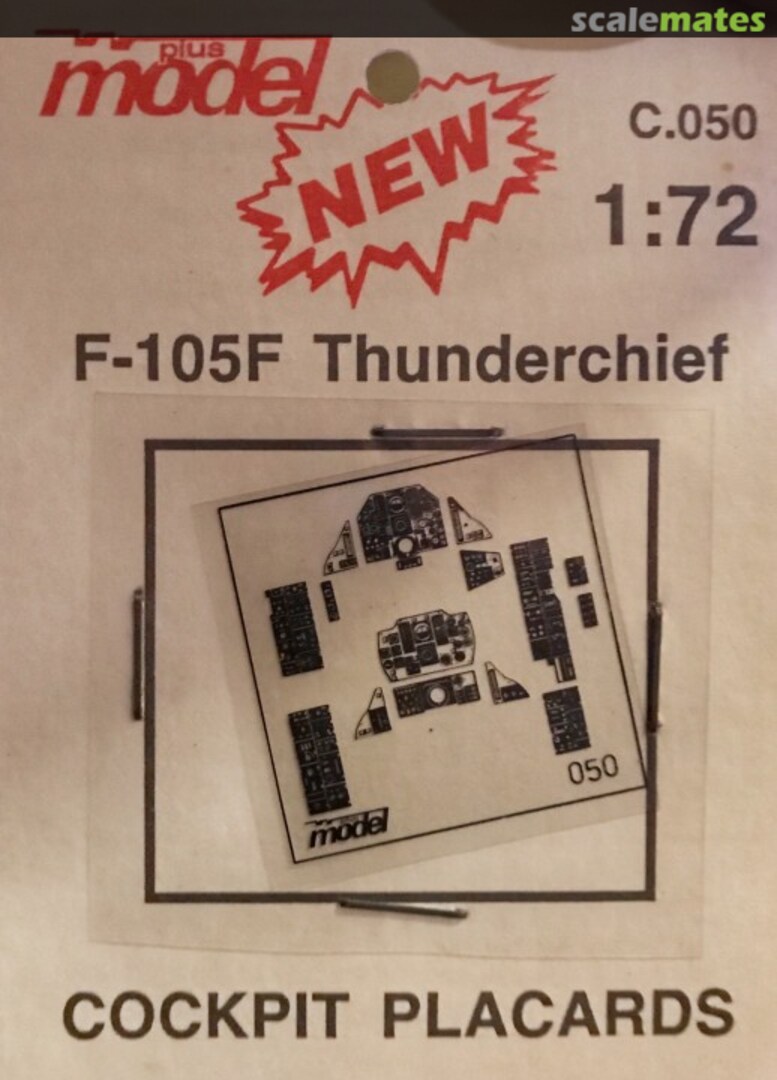 scalemates
plus
model
NEW
C.050
1:72
F-105F Thunderchief
050
model
COCKPIT PLACARDS